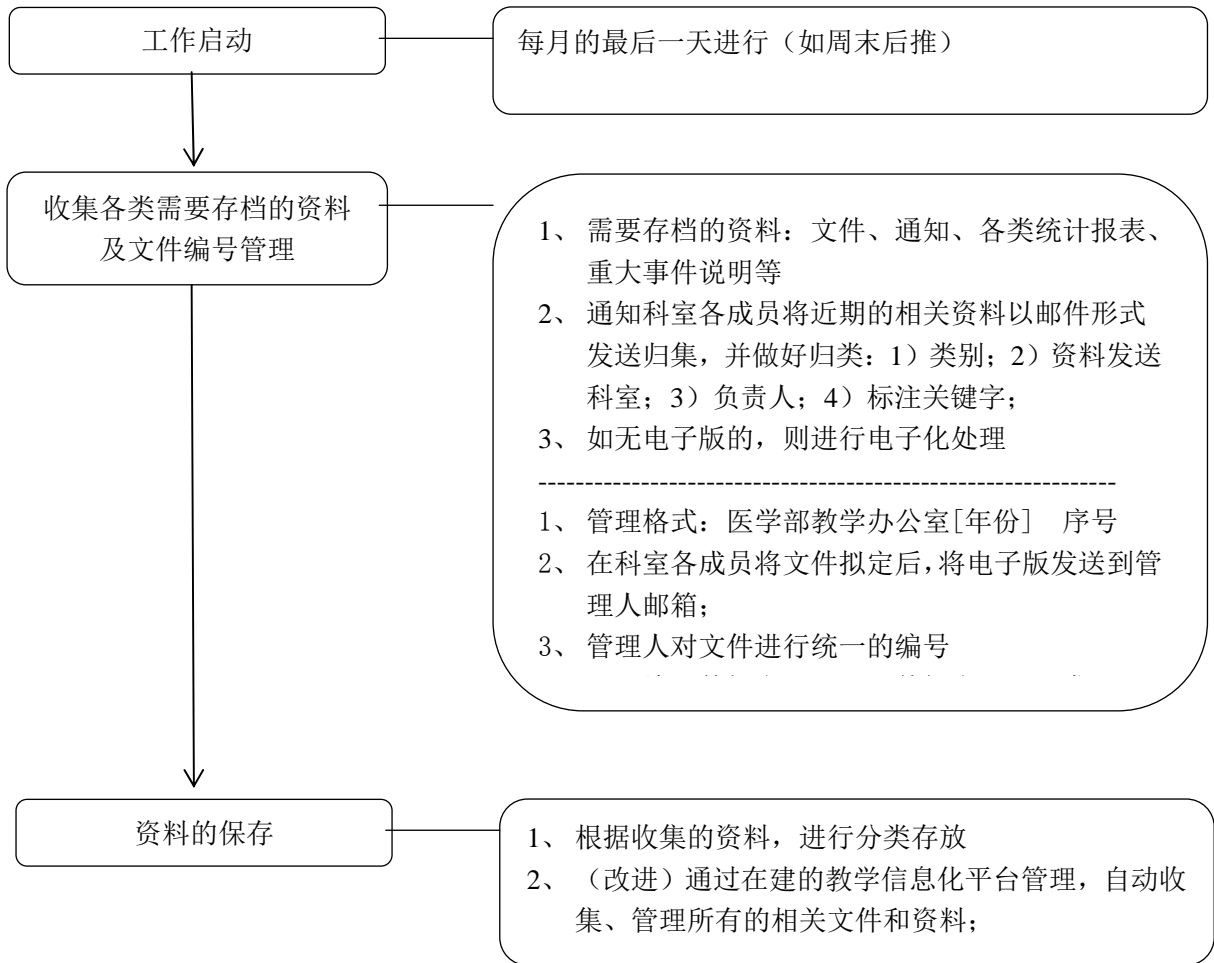 工作启动
每月的最后一天进行（如周末后推）
收集各类需要存档的资料
及文件编号管理
1、 需要存档的资料：文件、通知、各类统计报表、
重大事件说明等
2、 通知科室各成员将近期的相关资料以邮件形式
发送归集，并做好归类：1）类别；2）资料发送
科室；3）负责人；4）标注关键字；
3、 如无电子版的，则进行电子化处理
--------------------------------------------------------------
1、 管理格式：医学部教学办公室[年份] 序号
2、 在科室各成员将文件拟定后，将电子版发送到管
理人邮箱；
3、 管理人对文件进行统一的编号
资料的保存
1、 根据收集的资料，进行分类存放
2、 （改进）通过在建的教学信息化平台管理，自动收
集、管理所有的相关文件和资料；